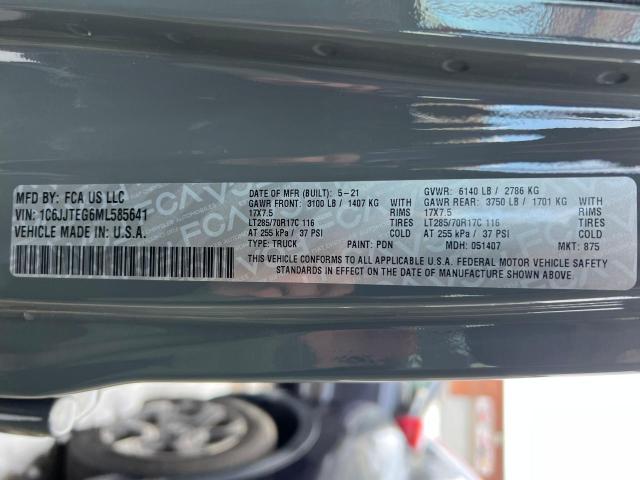 MFD BY: FCA US LLC
VIN: 1C6JJTEG6ML585641
VEHICLE MADE IN: U.S.A.
DATE OF MFR (BUILT): 5-21
GAWR FRONT: 3100 LB / 1407 KG WITH
17X7.5 RIMS
LT285/70R17C 116 TIRES
AT 255 kPa / 37 PSI COLD
TYPE: TRUCK PAINT: PDN
GVWR: 6140 LB / 2786 KG
GAWR REAR: 3750 LB / 1701 KG WITH
17X7.5 RIMS
LT285/70R17C 116 TIRES
AT 255 kPa / 37 PSI COLD
MDH: 051407 MKT: 875
THIS VEHICLE CONFORMS TO ALL APPLICABLE U.S.A. FEDERAL MOTOR VEHICLE SAFETY
STANDARDS IN EFFECT ON THE DATE OF MANUFACTURE SHOWN ABOVE